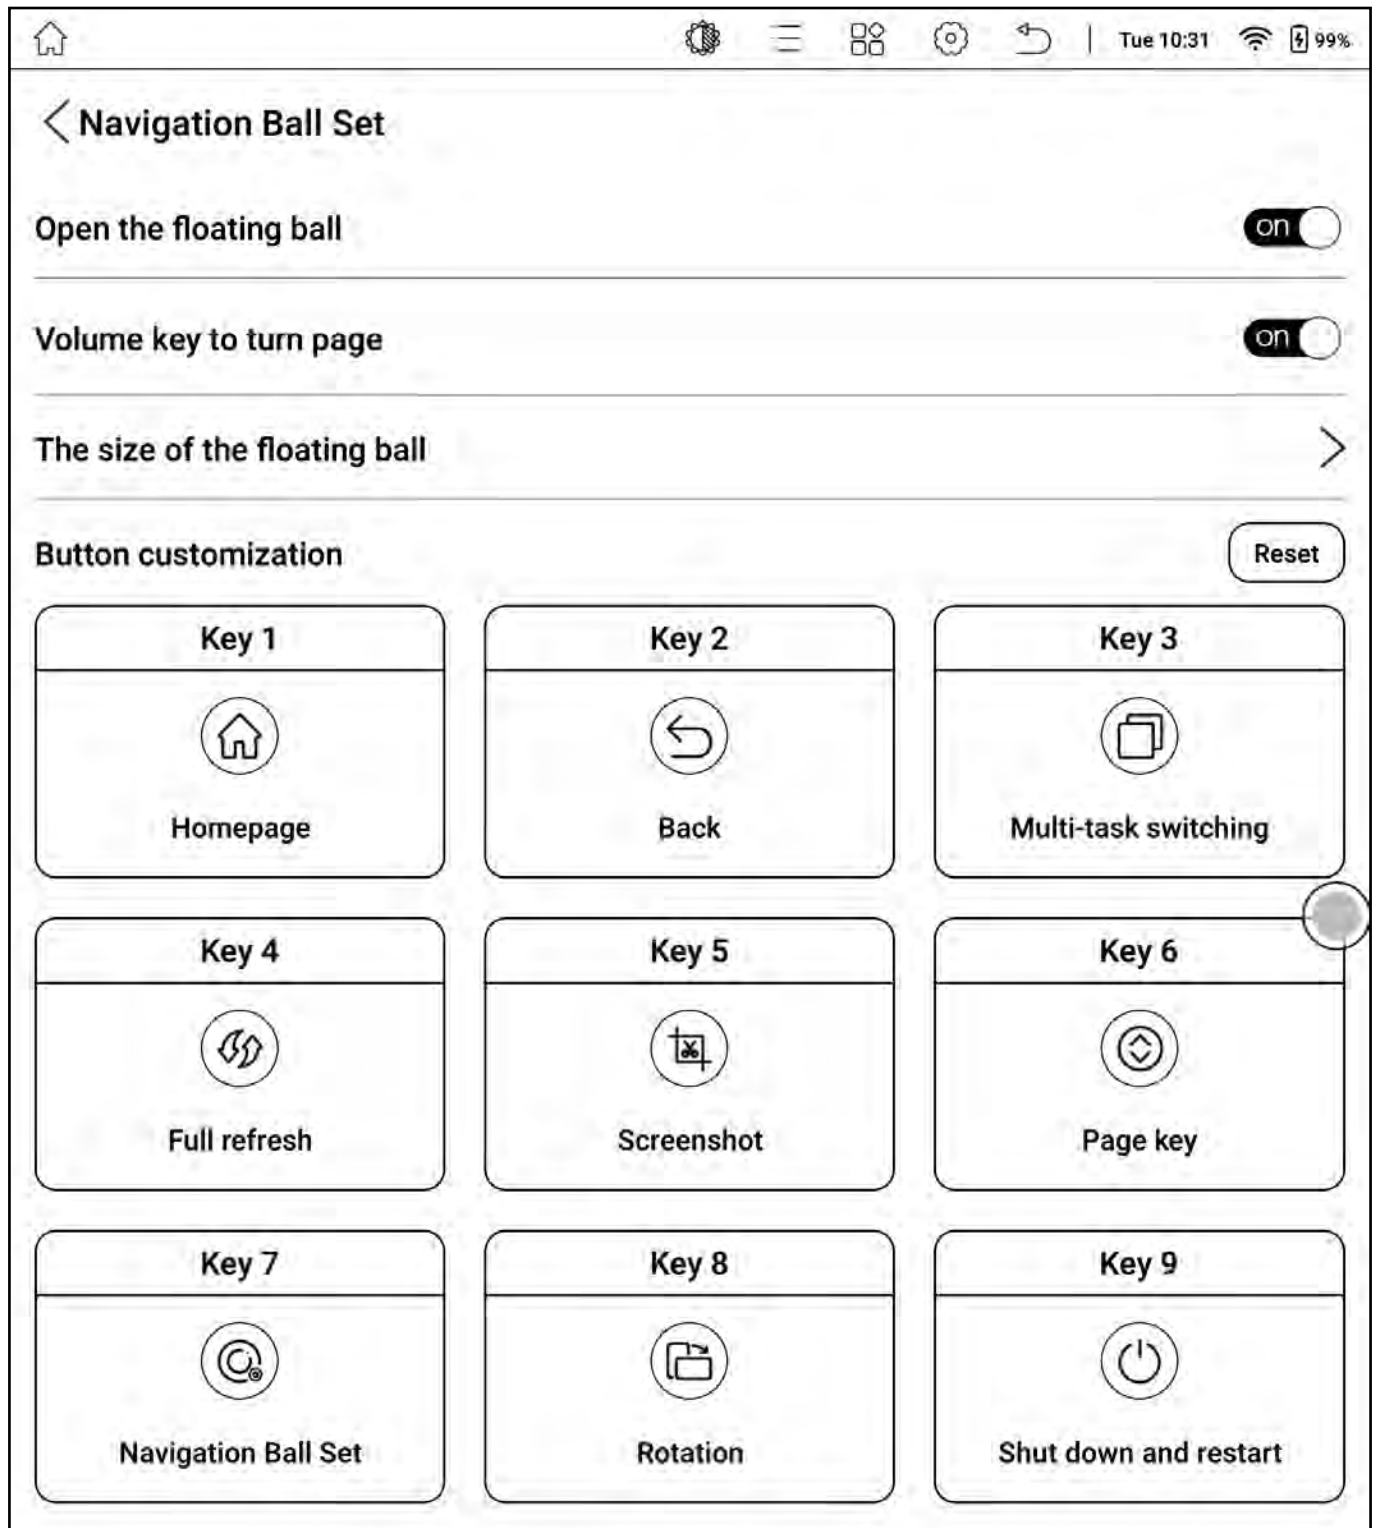 Tue 10:31 99%
Navigation Ball Set
Open the floating ball on
Volume key to turn page on
The size of the floating ball
Button customization Reset
Key 1 Key 2 Key 3
Homepage Back Multi-task switching
Key 4 Key 5 Key 6
Full refresh Screenshot Page key
Key 7 Key 8 Key 9
Navigation Ball Set Rotation Shut down and restart